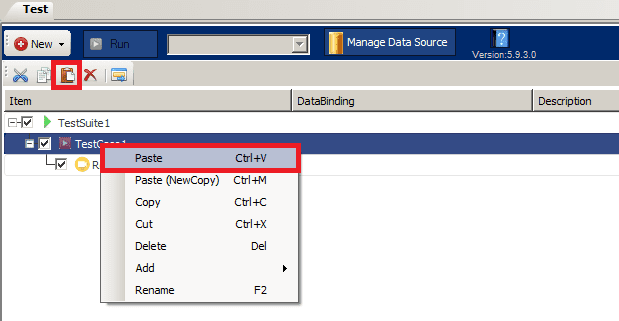 Test
New
Run
Manage Data Source
Version:5.9.3.0
Item DataBinding Description
TestSuite1
TestCase1
R
Paste Ctrl+V
Paste (NewCopy) Ctrl+M
Copy Ctrl+C
Cut Ctrl+X
Delete Del
Add
Rename F2